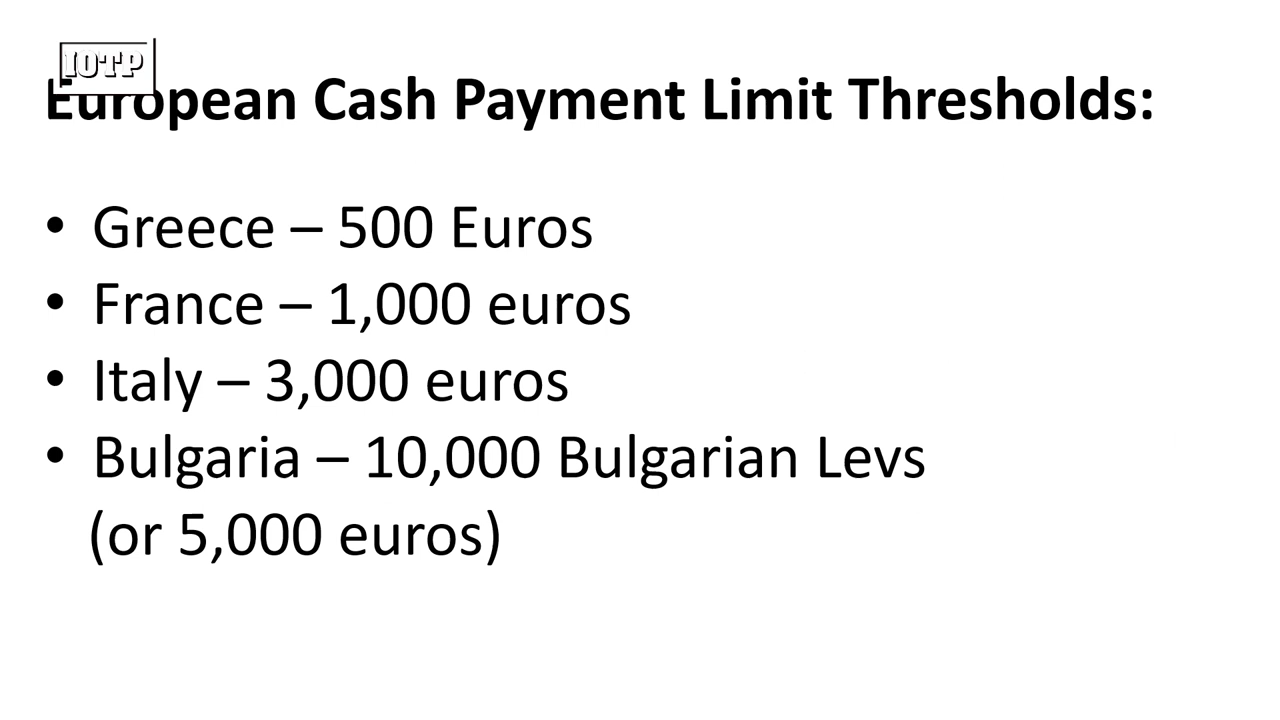 IOTP
European Cash Payment Limit Thresholds:
• Greece – 500 Euros
• France – 1,000 euros
• Italy – 3,000 euros
• Bulgaria – 10,000 Bulgarian Levs
(or 5,000 euros)